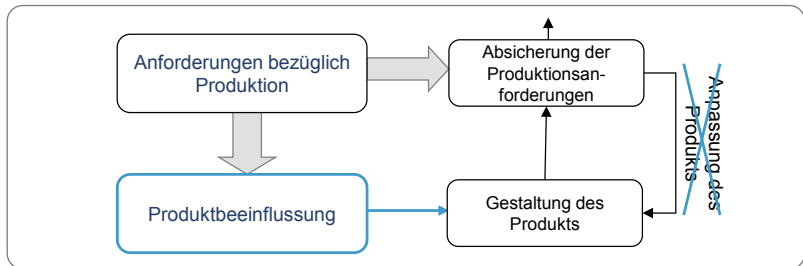 Anforderungen bezüglich
Produktion
Absicherung der
Produktionsan-
forderungen
Anpassung des
Produkts
Produktbeeinflussung
Gestaltung des
Produkts